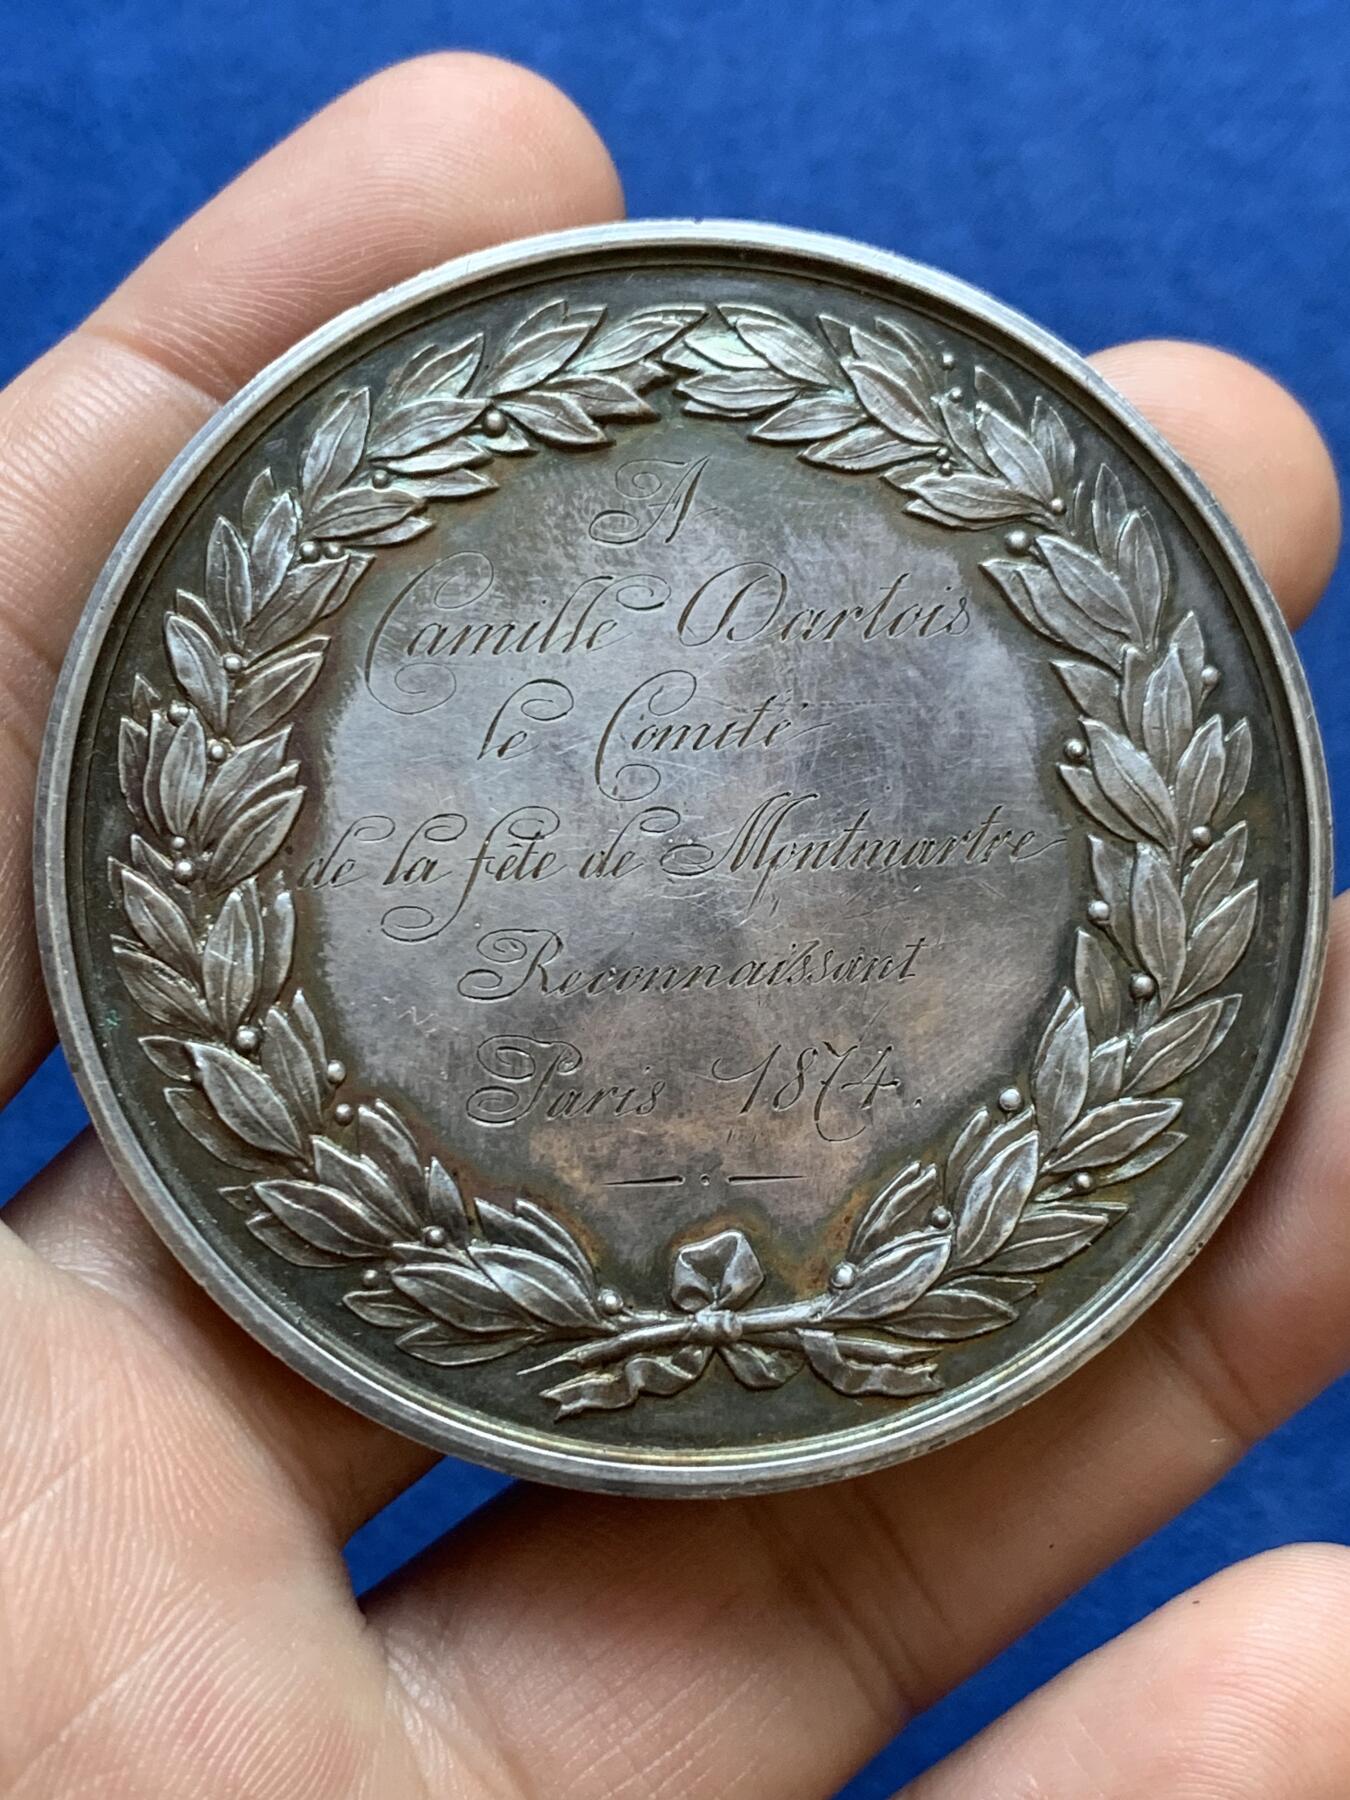 A
Camille Dartois
le Comité
de la fête de Montmartre
Reconnaissant
Paris 1874.